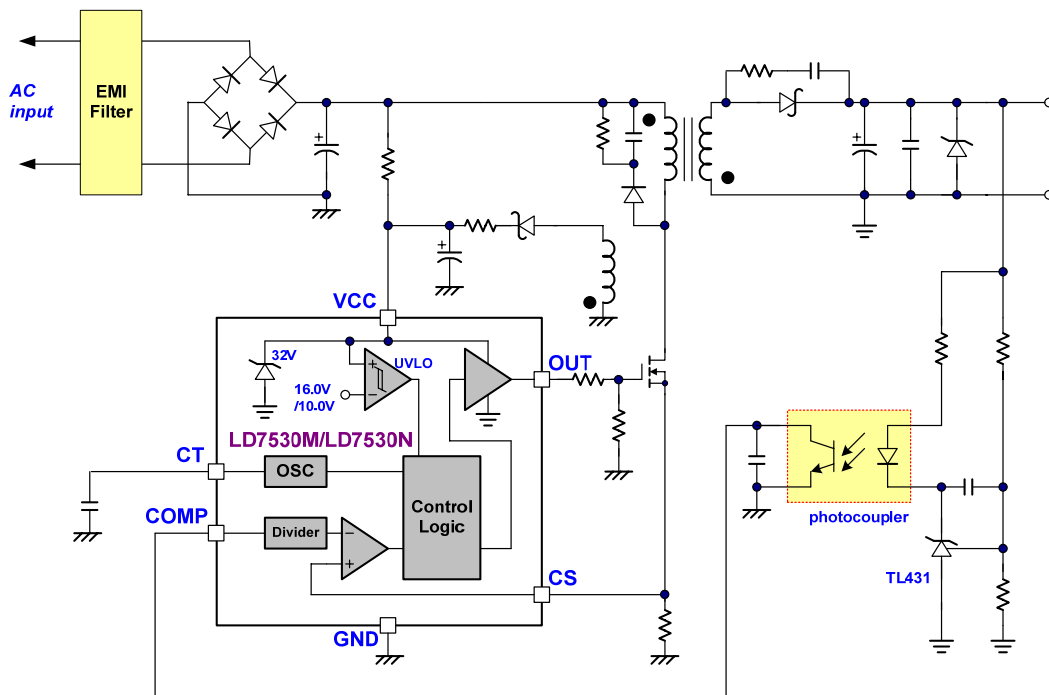 AC
input
EMI
Filter
+
+
+
VCC
32V
+
UVLO
16.0V
/10.0V
−
OUT
LD7530M/LD7530N
CT
OSC
Control
Logic
COMP
Divider
−
+
CS
GND
photocoupler
TL431